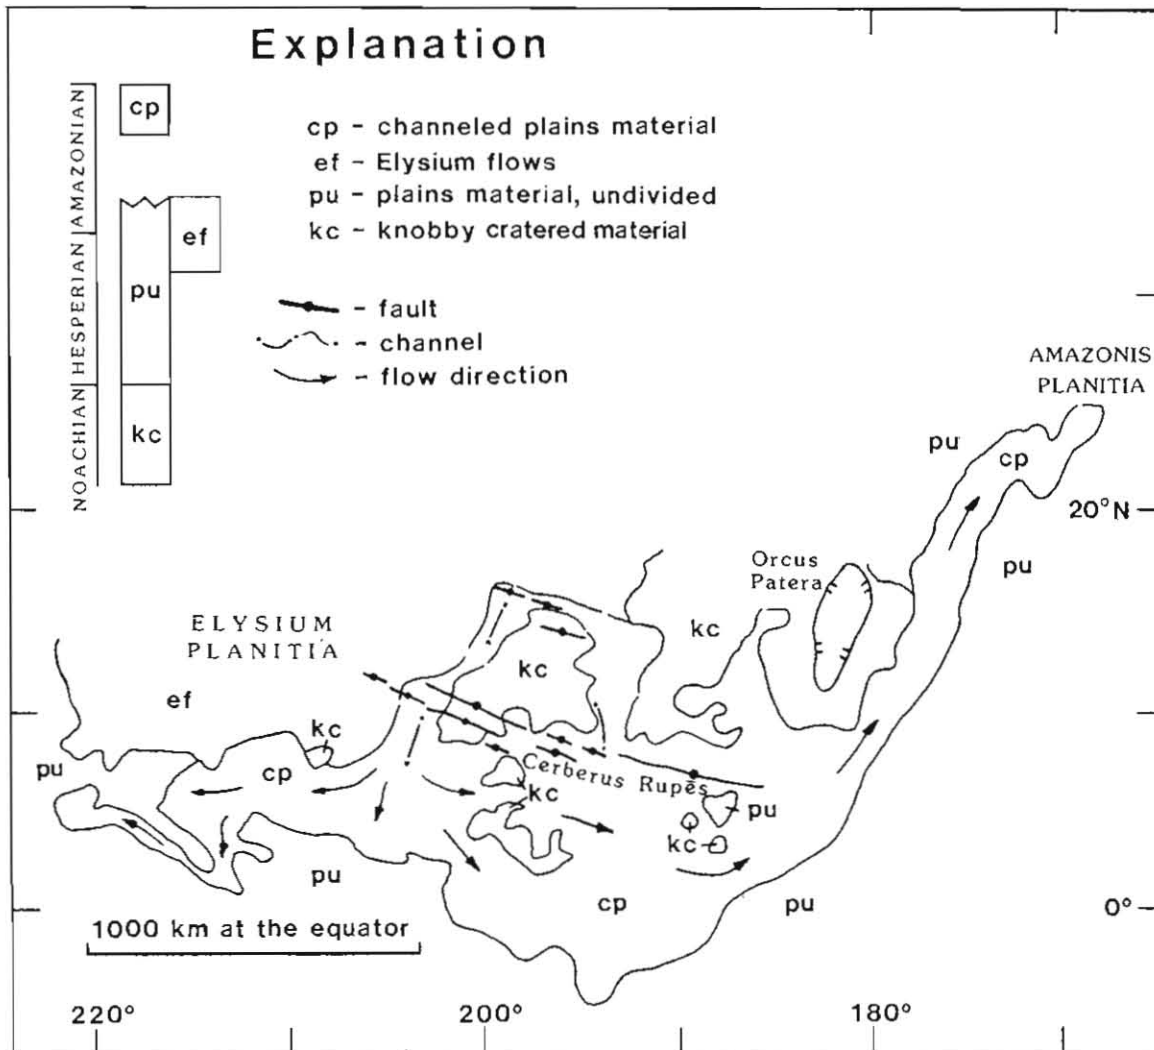 Explanation
NOACHIAN HESPERIAN AMAZONIAN
cp
ef
pu
kc
cp - channeled plains material
ef - Elysium flows
pu - plains material, undivided
kc - knobby cratered material
- fault
- channel
- flow direction
AMAZONIS
PLANITIA
pu
cp
20°N
pu
Orcus
Patera
kc
ELYSIUM
PLANITIA
kc
ef
kc
pu
cp
Cerberus Rupēs
kc
pu
kc
pu
cp
pu
0°
1000 km at the equator
220°
200°
180°